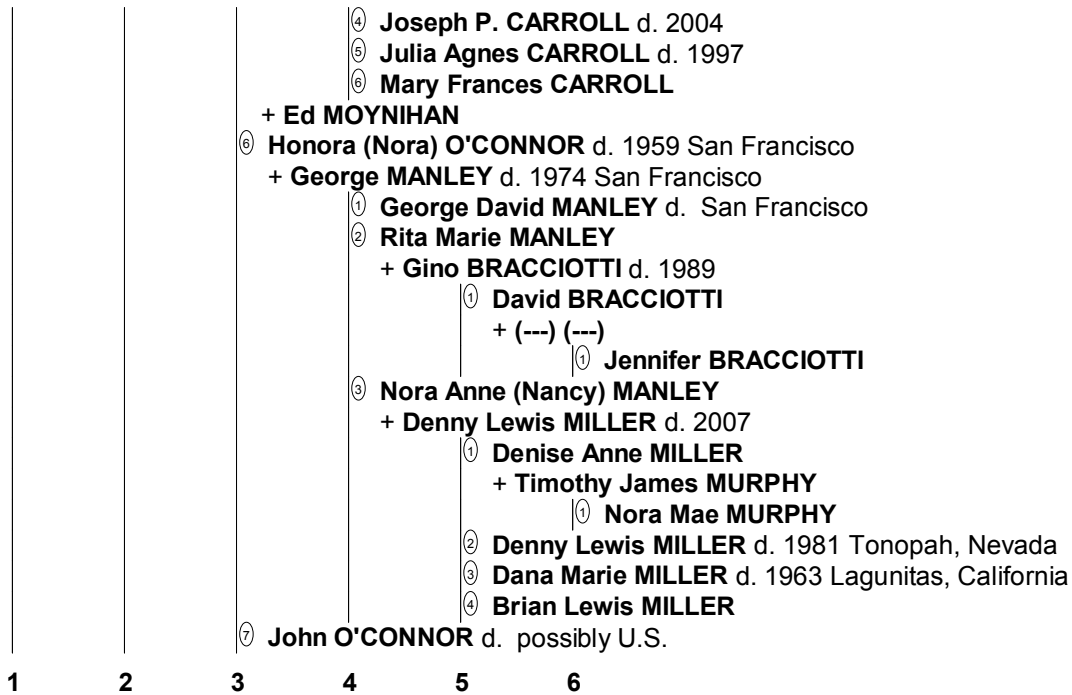 ④ Joseph P. CARROLL d. 2004
⑤ Julia Agnes CARROLL d. 1997
⑥ Mary Frances CARROLL
+ Ed MOYNIHAN
⑥ Honora (Nora) O'CONNOR d. 1959 San Francisco
+ George MANLEY d. 1974 San Francisco
① George David MANLEY d.  San Francisco
② Rita Marie MANLEY
+ Gino BRACCIOTTI d. 1989
① David BRACCIOTTI
+ (---) (---)
① Jennifer BRACCIOTTI
③ Nora Anne (Nancy) MANLEY
+ Denny Lewis MILLER d. 2007
① Denise Anne MILLER
+ Timothy James MURPHY
① Nora Mae MURPHY
② Denny Lewis MILLER d. 1981 Tonopah, Nevada
③ Dana Marie MILLER d. 1963 Lagunitas, California
④ Brian Lewis MILLER
⑦ John O'CONNOR d.  possibly U.S.
1 2 3 4 5 6